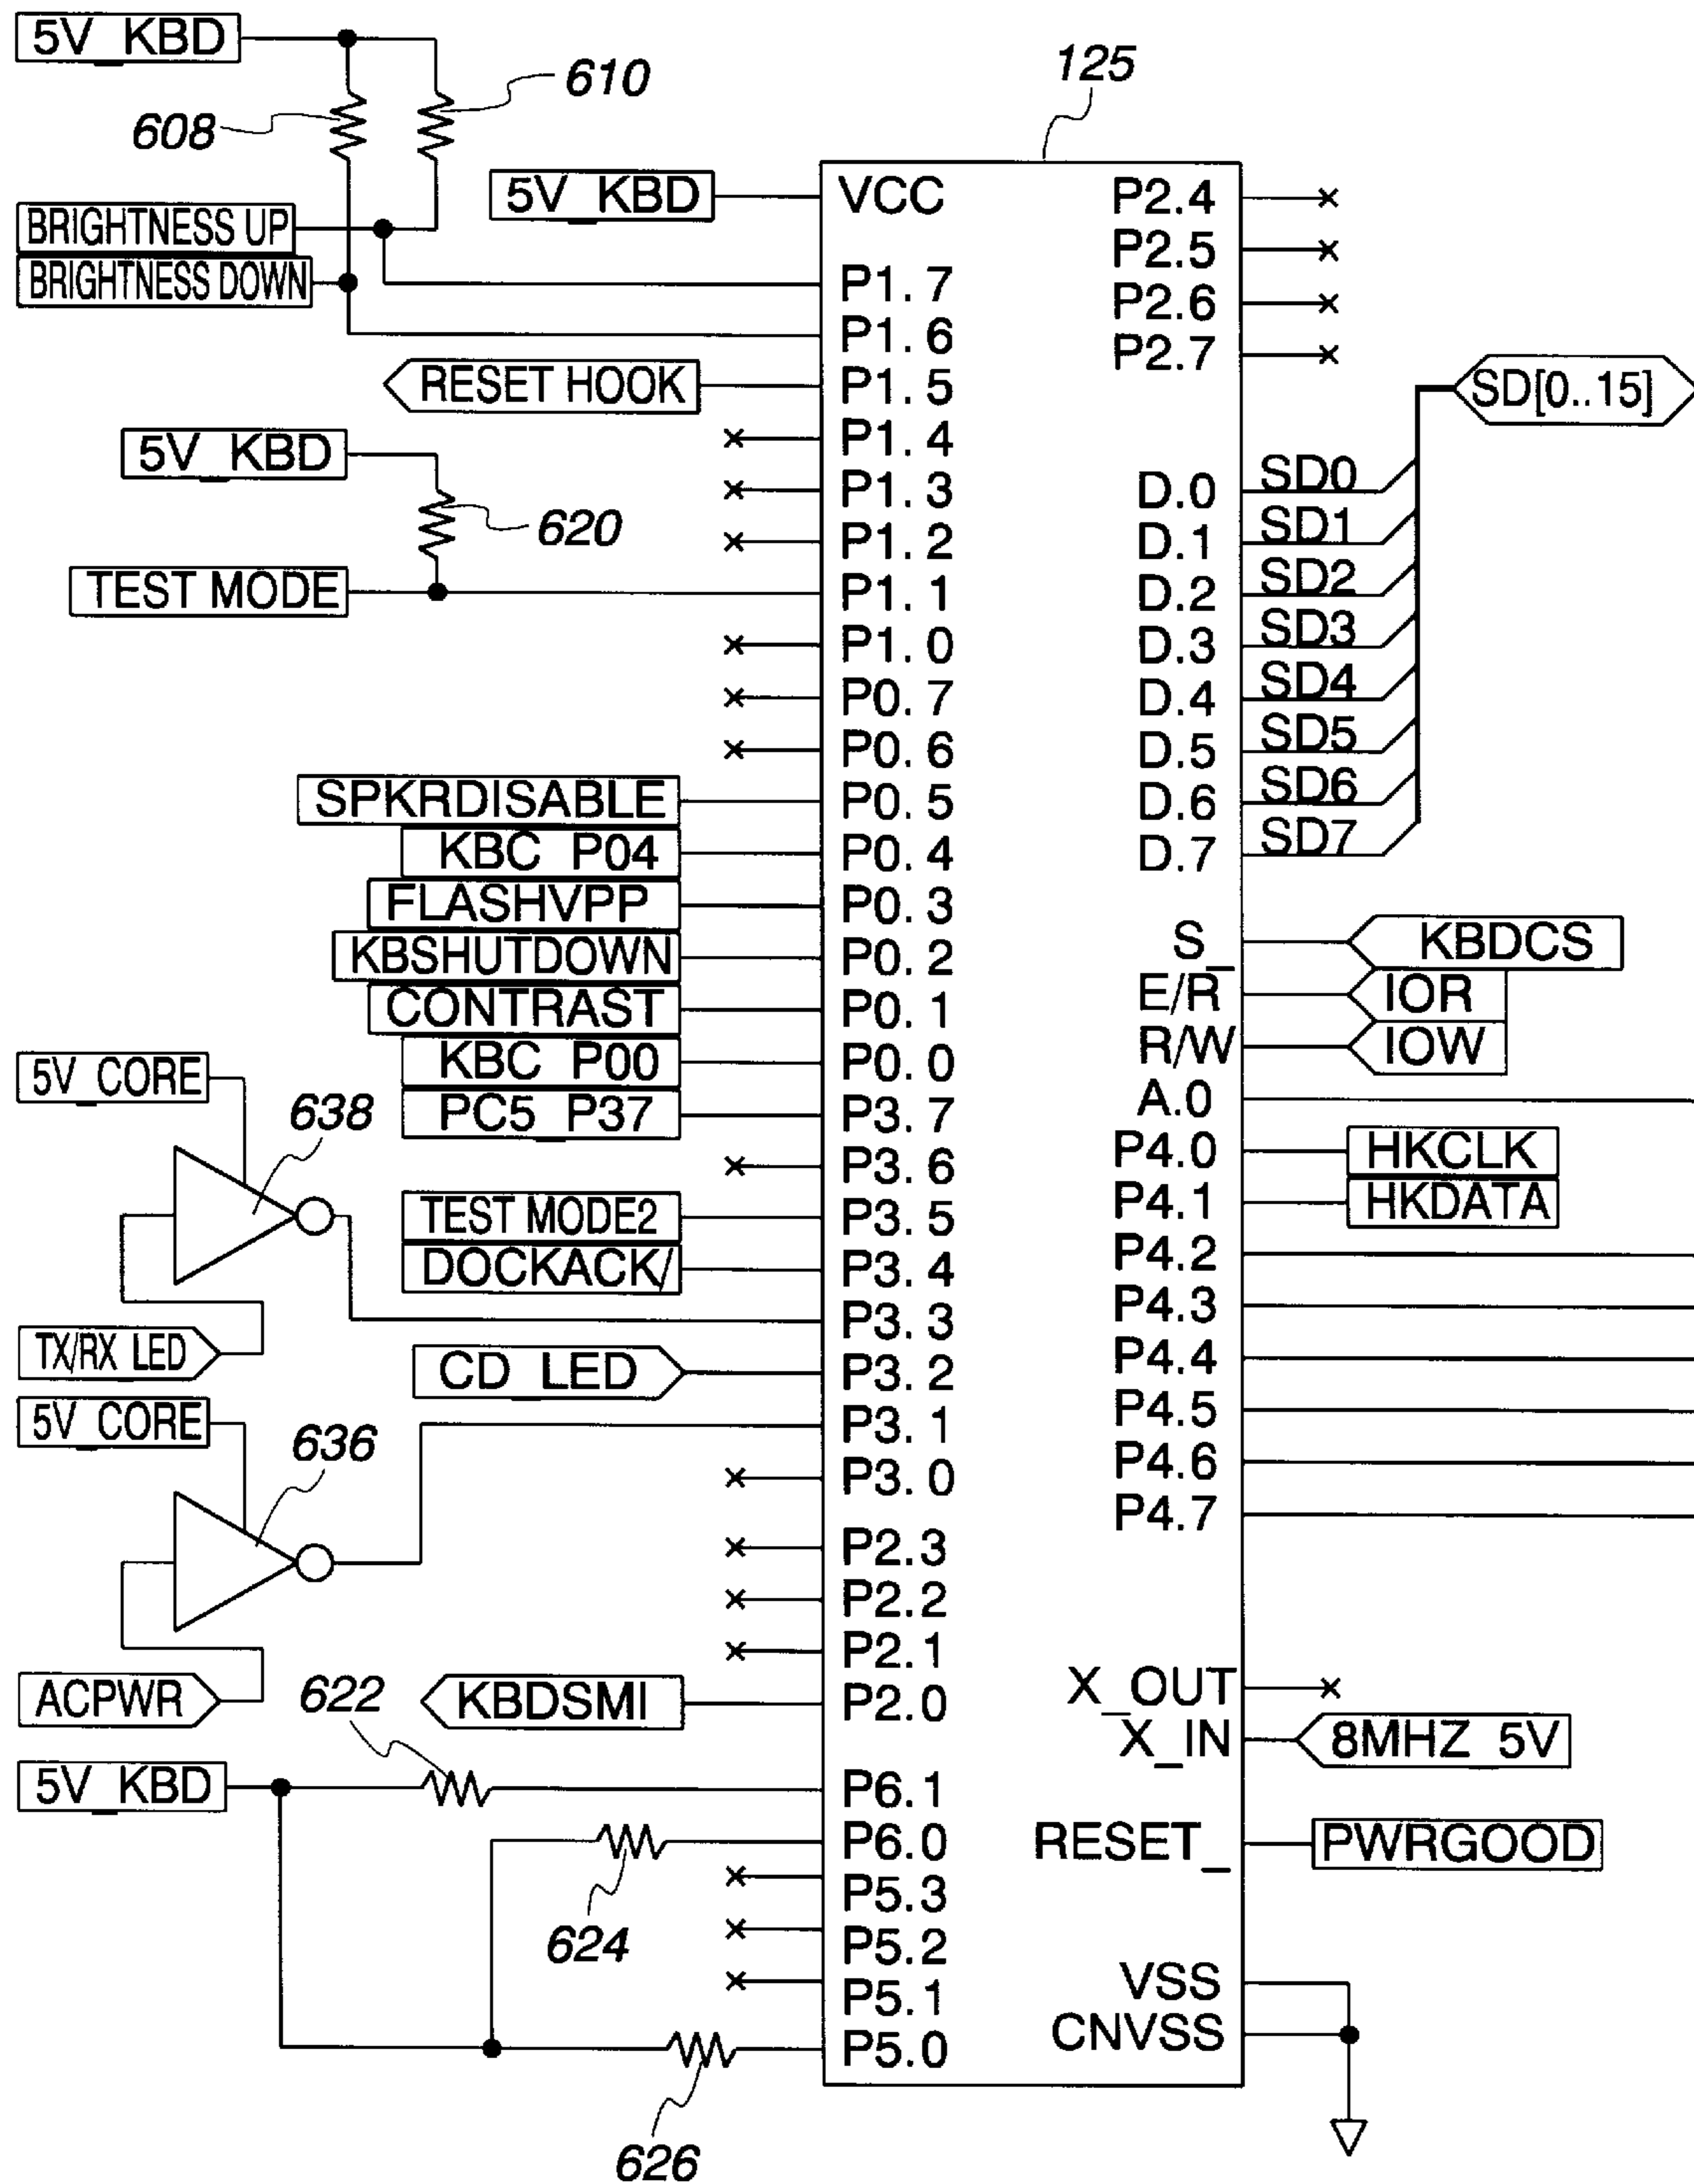 5V_KBD
610
125
608
5V_KBD
VCC
P2.4
BRIGHTNESS UP
P2.5
BRIGHTNESS DOWN
P1.7
P2.6
P1.6
P2.7
RESET HOOK
P1.5
SD[0..15]
5V_KBD
P1.4
P1.3
D.0
SD0
620
P1.2
D.1
SD1
TEST MODE
P1.1
D.2
SD2
P1.0
D.3
SD3
P0.7
D.4
SD4
P0.6
D.5
SD5
SPKRDISABLE
P0.5
D.6
SD6
KBC_P04
P0.4
D.7
SD7
FLASHVPP
P0.3
S_
KBDCS
KBSHUTDOWN
P0.2
E/R
IOR
CONTRAST
P0.1
R/W
IOW
5V_CORE
KBC_P00
P0.0
A.0
638
PC5_P37
P3.7
P4.0
HKCLK
P3.6
P4.1
HKDATA
TEST MODE2
P3.5
P4.2
DOCKACK/
P3.4
P4.3
P3.3
TX/RX_LED
CD_LED
P3.2
P4.4
5V_CORE
636
P3.1
P4.5
P3.0
P4.6
P4.7
P2.3
P2.2
P2.1
ACPWR
622
KBDSMI
P2.0
X_OUT
X_IN
8MHZ_5V
5V_KBD
P6.1
P6.0
RESET_
PWRGOOD
P5.3
624
P5.2
P5.1
VSS
P5.0
CNVSS
626